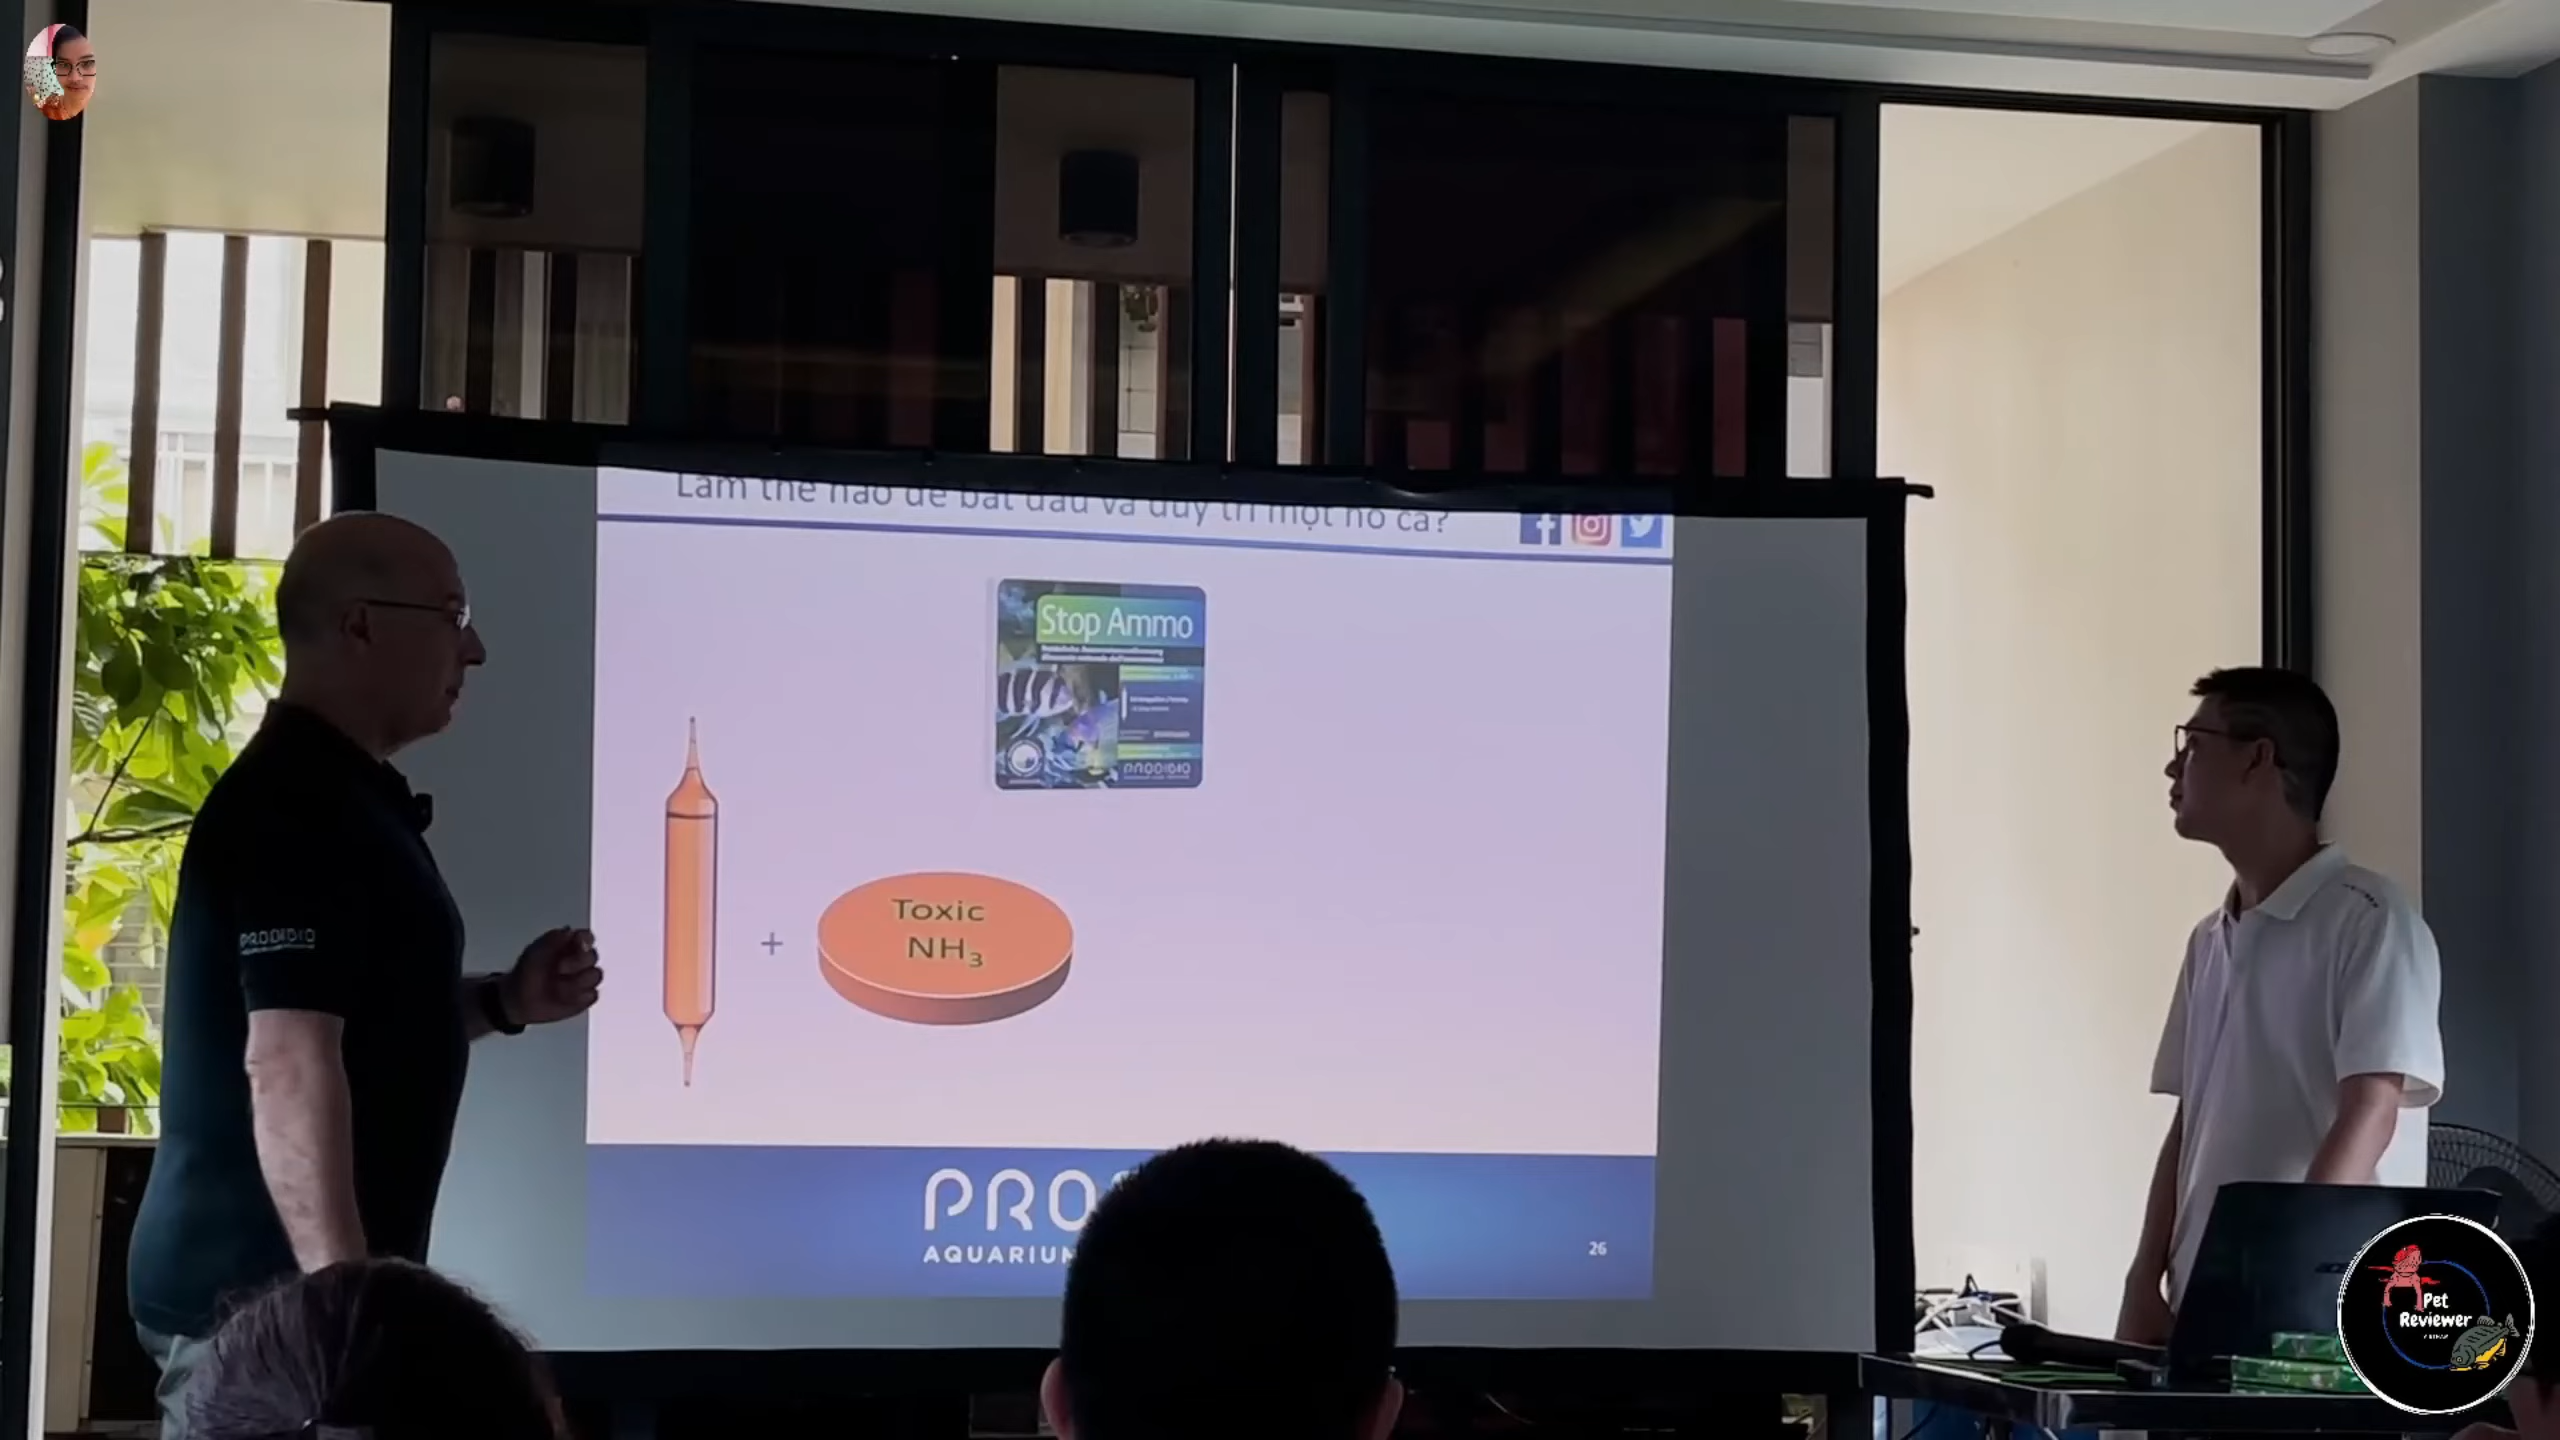 Làm thế nào để bắt đầu và duy trì một hồ cá?
Stop Ammo
PRODIBIO
Toxic
NH₃
+
PRODIBIO
PRO
AQUARIUM
26
Pet
Reviewer